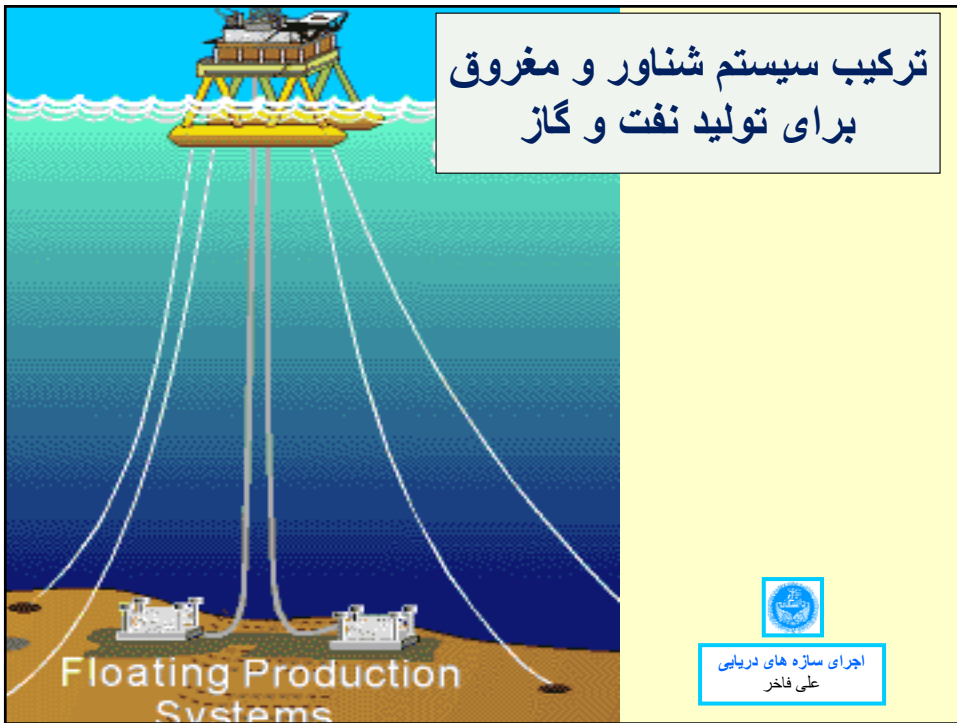 ترکیب سیستم شناور و مغروق
برای تولید نفت و گاز
Floating Production
Systems
اجرای سازه های دریایی
علی فاخر